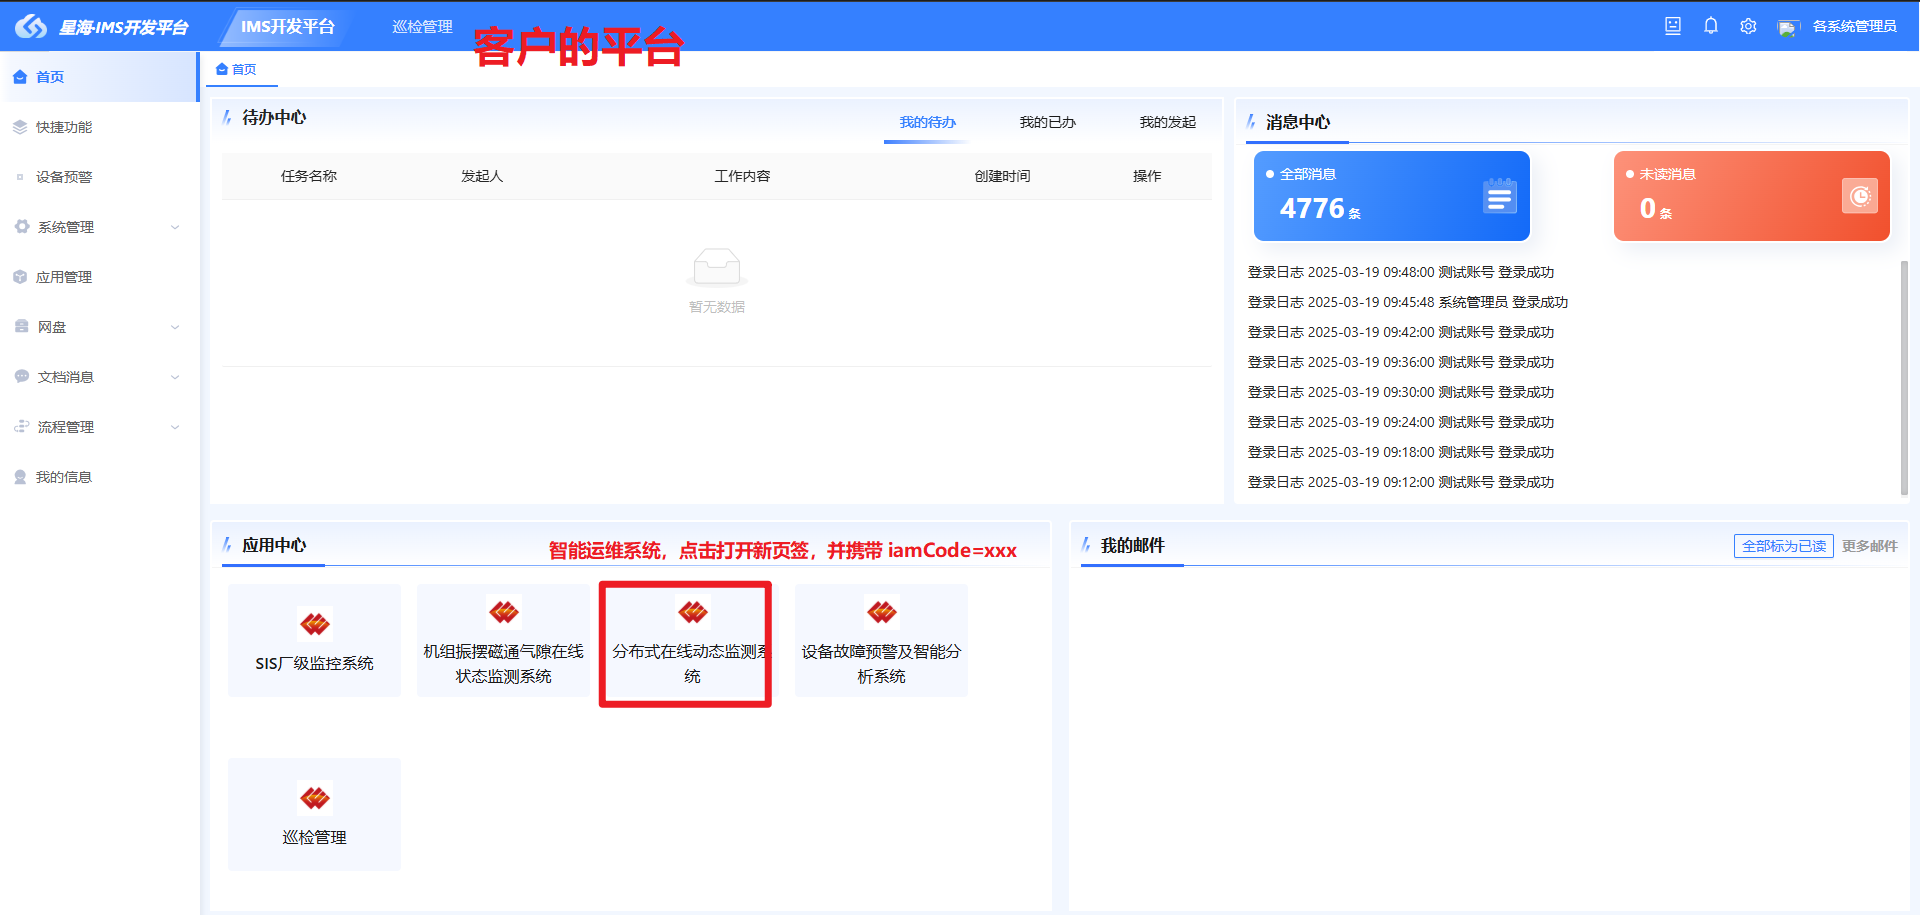 星海·IMS开发平台
IMS开发平台
巡检管理
客户的平台
各系统管理员
首页
快捷功能
设备预警
系统管理
应用管理
网盘
文档消息
流程管理
我的信息
首页
待办中心
我的待办
我的已办
我的发起
任务名称
发起人
工作内容
创建时间
操作
暂无数据
消息中心
全部消息
4776 条
未读消息
0 条
登录日志 2025-03-19 09:48:00 测试账号 登录成功
登录日志 2025-03-19 09:45:48 系统管理员 登录成功
登录日志 2025-03-19 09:42:00 测试账号 登录成功
登录日志 2025-03-19 09:36:00 测试账号 登录成功
登录日志 2025-03-19 09:30:00 测试账号 登录成功
登录日志 2025-03-19 09:24:00 测试账号 登录成功
登录日志 2025-03-19 09:18:00 测试账号 登录成功
登录日志 2025-03-19 09:12:00 测试账号 登录成功
应用中心
智能运维系统，点击打开新页签，并携带 iamCode=xxx
SIS厂级监控系统
机组振摆磁通气隙在线
状态监测系统
分布式在线动态监测系
统
设备故障预警及智能分
析系统
巡检管理
我的邮件
全部标为已读
更多邮件